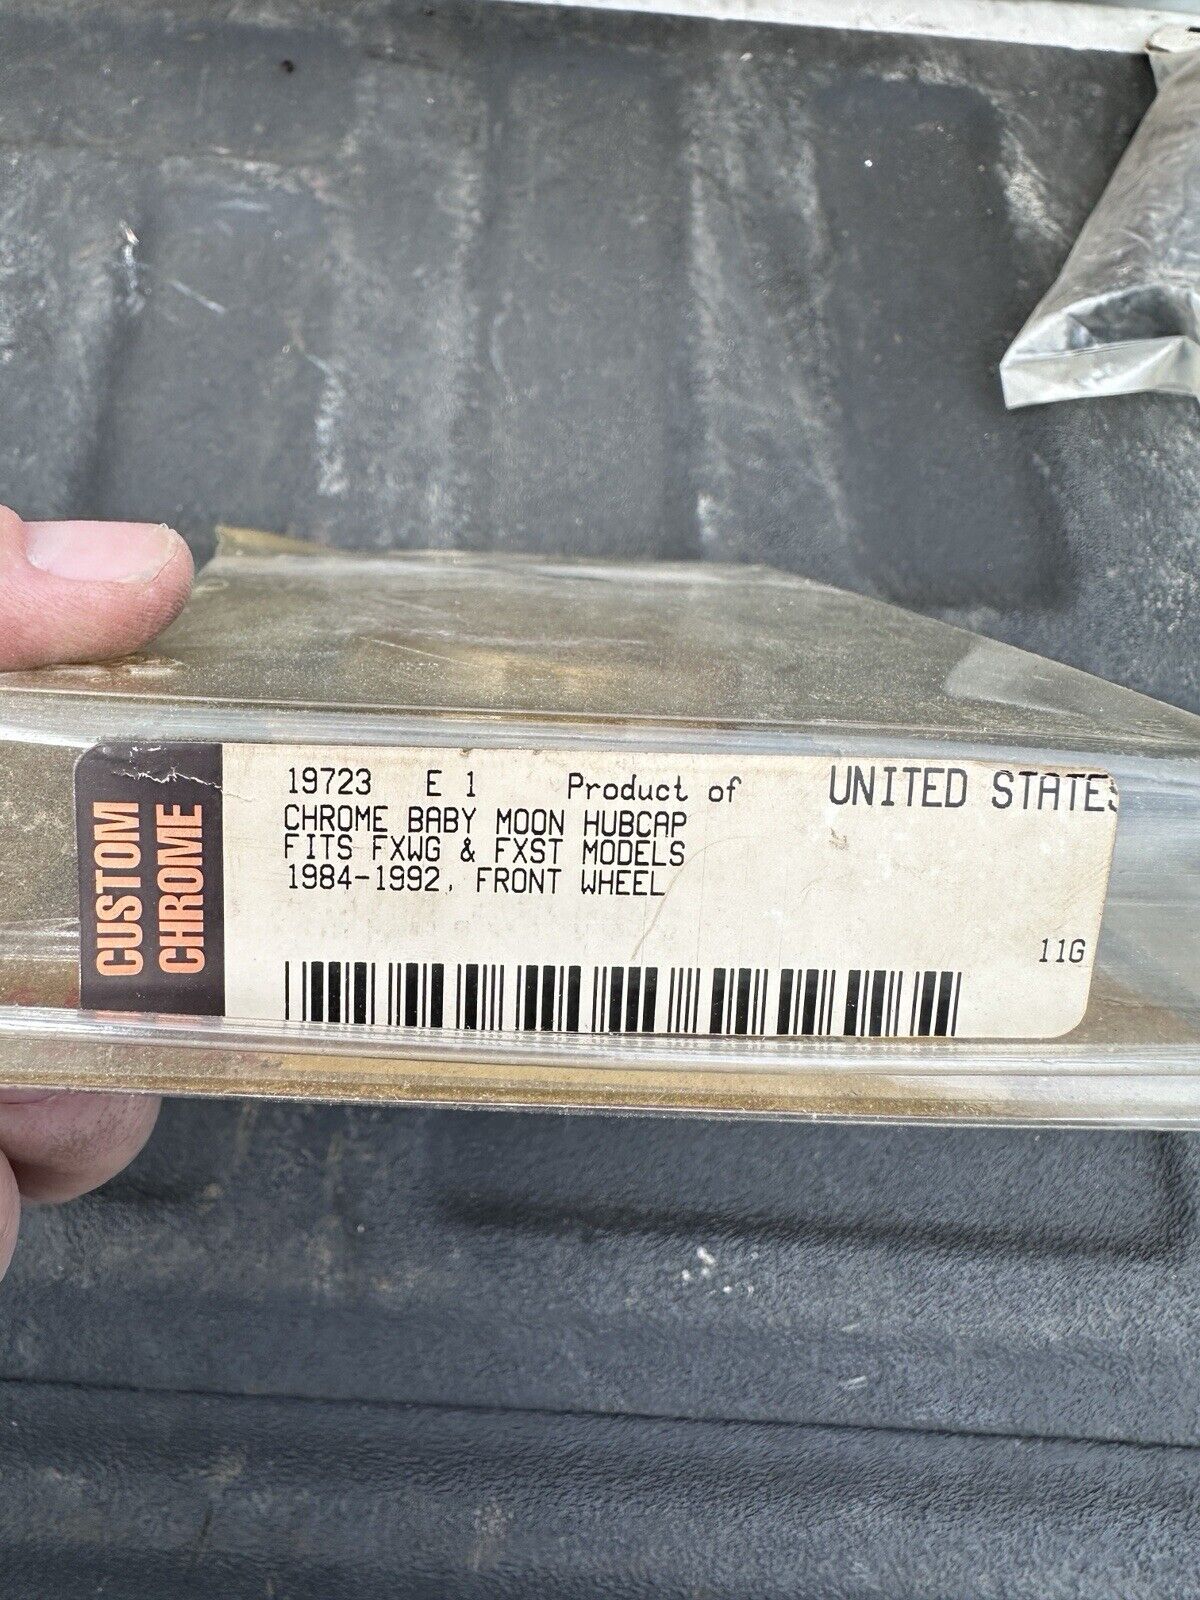 CUSTOM
CHROME
19723 E 1 Product of UNITED STATES
CHROME BABY MOON HUBCAP
FITS FXWG & FXST MODELS
1984-1992, FRONT WHEEL
11G